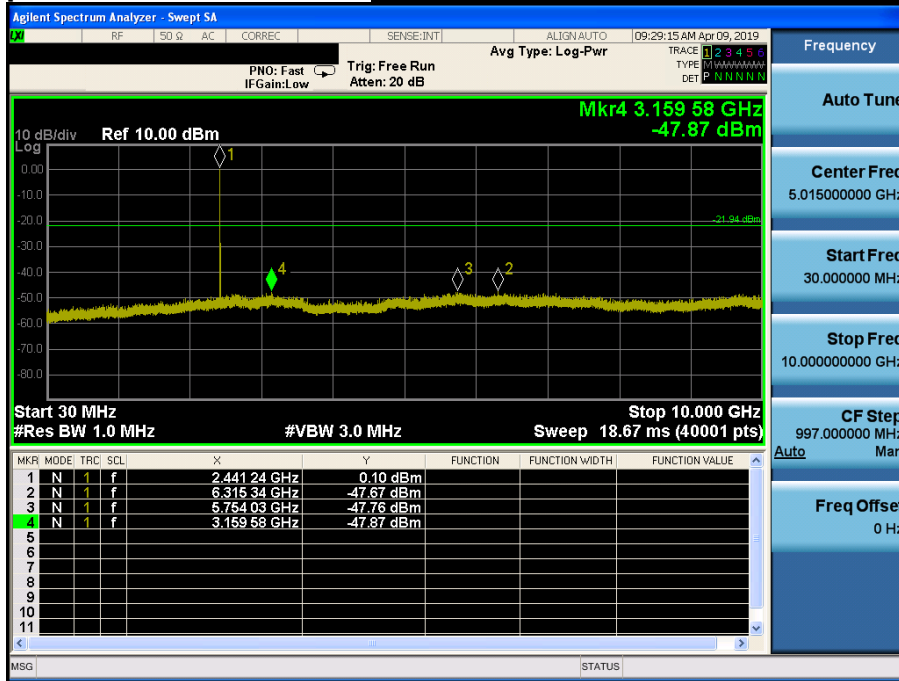 Agilent Spectrum Analyzer - Swept SA
LXI RF 50 Ω AC CORREC SENSE:INT ALIGNAUTO 09:29:15 AM Apr 09, 2019
Avg Type: Log-Pwr TRACE 1 2 3 4 5 6
PNO: Fast Trig: Free Run TYPE M W W W W W
IFGain:Low Atten: 20 dB DET P N N N N N
Mkr4 3.159 58 GHz
-47.87 dBm
10 dB/div Ref 10.00 dBm
Log
1
0.00
-10.0
-20.0
-21.94 dBm
-30.0
-40.0
4 3 2
-50.0
-60.0
-70.0
-80.0
Start 30 MHz Stop 10.000 GHz
#Res BW 1.0 MHz #VBW 3.0 MHz Sweep 18.67 ms (40001 pts)
MKR MODE TRC SCL X Y FUNCTION FUNCTION WIDTH FUNCTION VALUE
1 N 1 f 2.441 24 GHz 0.10 dBm
2 N 1 f 6.315 34 GHz -47.67 dBm
3 N 1 f 5.754 03 GHz -47.76 dBm
4 N 1 f 3.159 58 GHz -47.87 dBm
5
6
7
8
9
10
11
MSG STATUS
Frequency
Auto Tune
Center Freq
5.015000000 GHz
Start Freq
30.000000 MHz
Stop Freq
10.000000000 GHz
CF Step
997.000000 MHz
Auto Man
Freq Offset
0 Hz